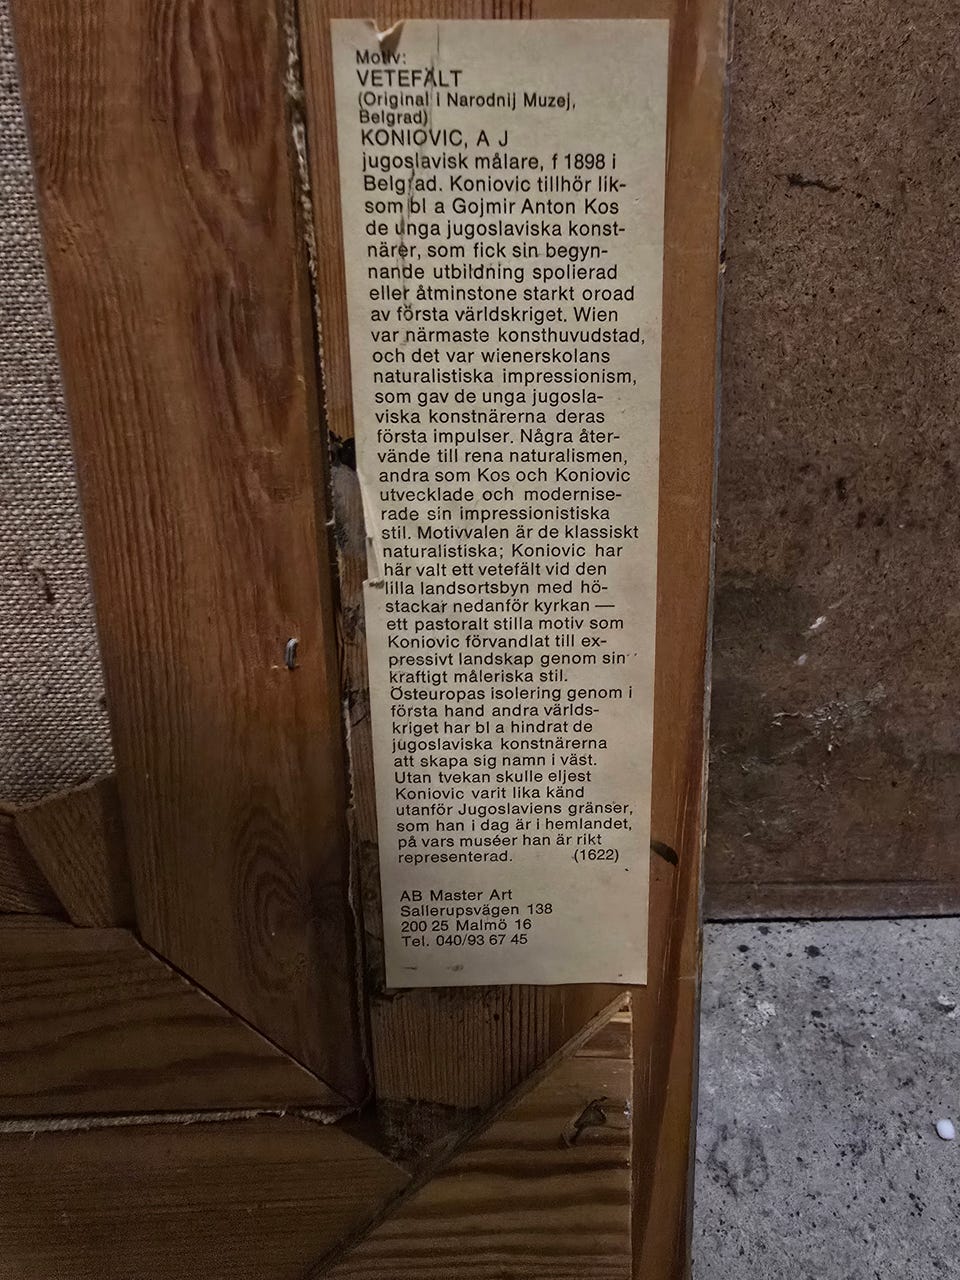 Motiv:
VETEFÄLT
(Original i Narodnij Muzej,
Belgrad)
KONIOVIC, A J
jugoslavisk målare, f 1898 i
Belgrad. Koniovic tillhör lik-
som bl a Gojmir Anton Kos
de unga jugoslaviska konst-
närer, som fick sin begyn-
nande utbildning spolierad
eller åtminstone starkt oroad
av första världskriget. Wien
var närmaste konsthuvudstad,
och det var wienerskolans
naturalistiska impressionism,
som gav de unga jugosla-
viska konstnärerna deras
första impulser. Några åter-
vände till rena naturalismen,
andra som Kos och Koniovic
utvecklade och modernise-
rade sin impressionistiska
stil. Motivvalen är de klassiskt
naturalistiska; Koniovic har
här valt ett vetefält vid den
lilla landsortsbyn med hö-
stackar nedanför kyrkan —
ett pastoralt stilla motiv som
Koniovic förvandlat till ex-
pressivt landskap genom sin
kraftigt måleriska stil.
Östeuropas isolering genom i
första hand andra världs-
kriget har bl a hindrat de
jugoslaviska konstnärerna
att skapa sig namn i väst.
Utan tvekan skulle eljest
Koniovic varit lika känd
utanför Jugoslaviens gränser,
som han i dag är i hemlandet,
på vars muséer han är rikt
representerad. (1622)
AB Master Art
Sallerupsvägen 138
200 25 Malmö 16
Tel. 040/93 67 45